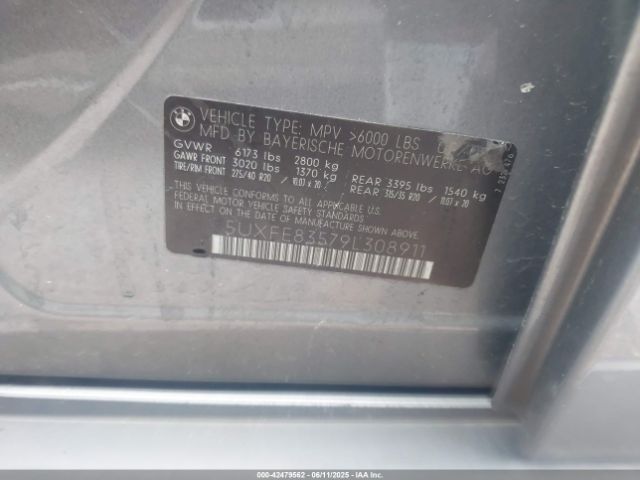 BMW
VEHICLE TYPE: MPV >6000 LBS
MFD BY BAYERISCHE MOTORENWERKE AG
GVWR 6173 lbs 2800 kg
GAWR FRONT 3020 lbs 1370 kg REAR 3395 lbs 1540 kg
TIRE/RIM FRONT 275/40 R20 / 10.0J x 20 REAR 315/35 R20 / 11.0J x 20
THIS VEHICLE CONFORMS TO ALL APPLICABLE U.S.
FEDERAL MOTOR VEHICLE SAFETY STANDARDS IN
EFFECT ON THE DATE OF MANUFACTURE SHOWN ABOVE.
5UXFE83579L308911
000-42479562 - 06/11/2025 - IAAI.COM